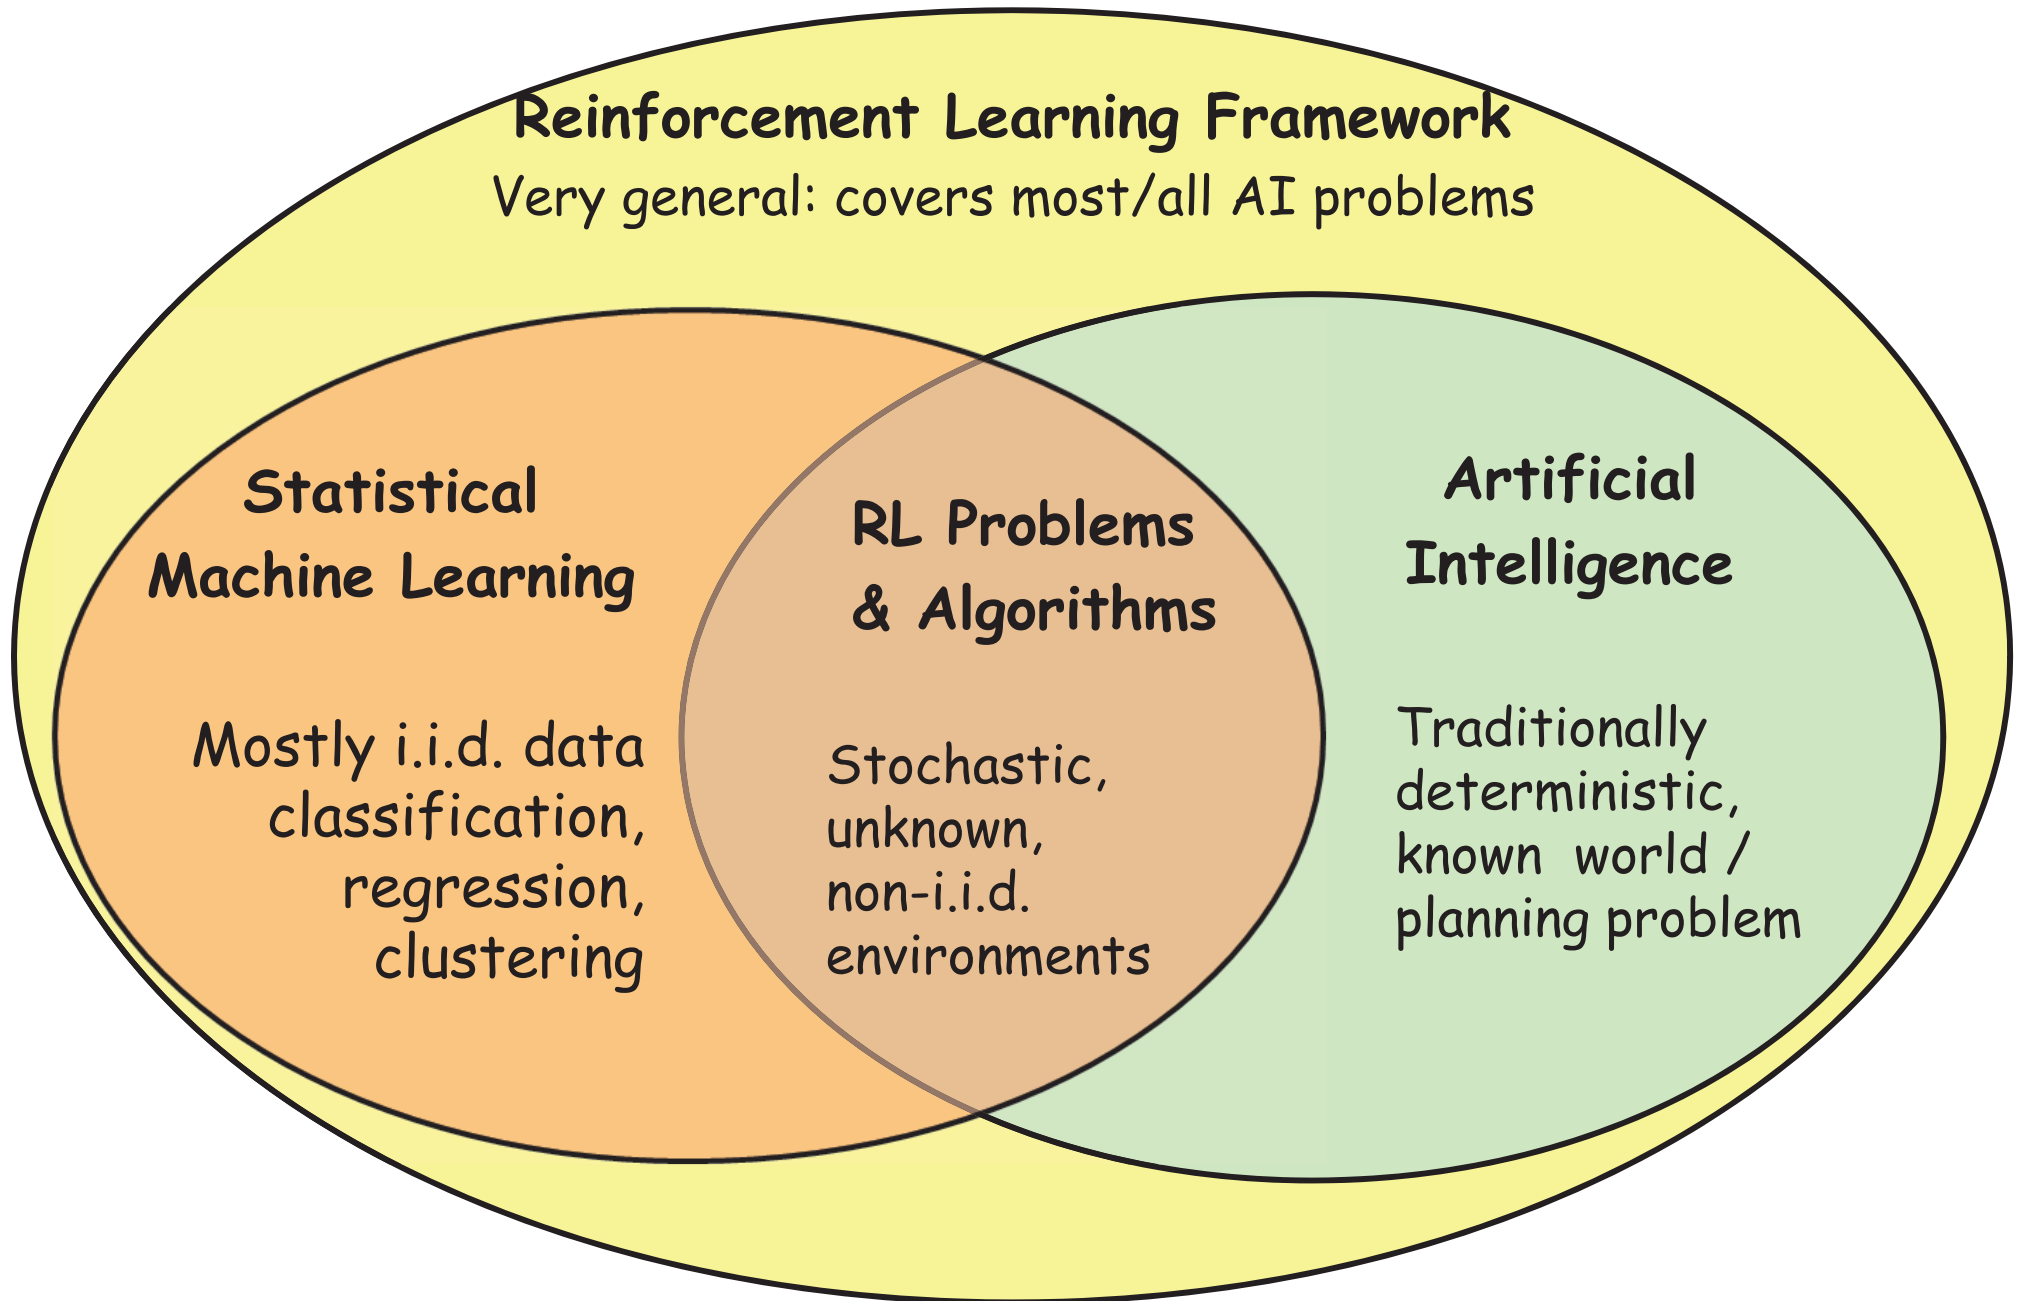 Reinforcement Learning Framework
Very general: covers most/all AI problems
Statistical
Machine Learning
Mostly i.i.d. data
classification,
regression,
clustering
RL Problems
& Algorithms
Stochastic,
unknown,
non-i.i.d.
environments
Artificial
Intelligence
Traditionally
deterministic,
known world /
planning problem